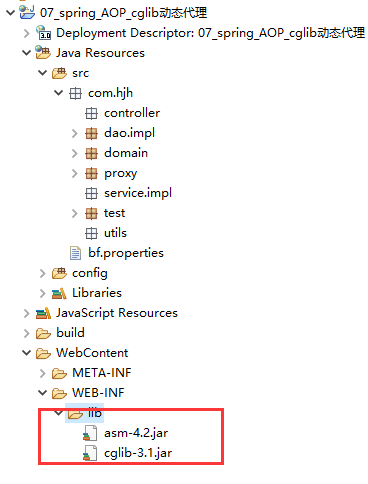 07_spring_AOP_cglib动态代理
Deployment Descriptor: 07_spring_AOP_cglib动态代理
Java Resources
src
com.hjh
controller
dao.impl
domain
proxy
service.impl
test
utils
bf.properties
config
Libraries
JavaScript Resources
build
WebContent
META-INF
WEB-INF
lib
asm-4.2.jar
cglib-3.1.jar